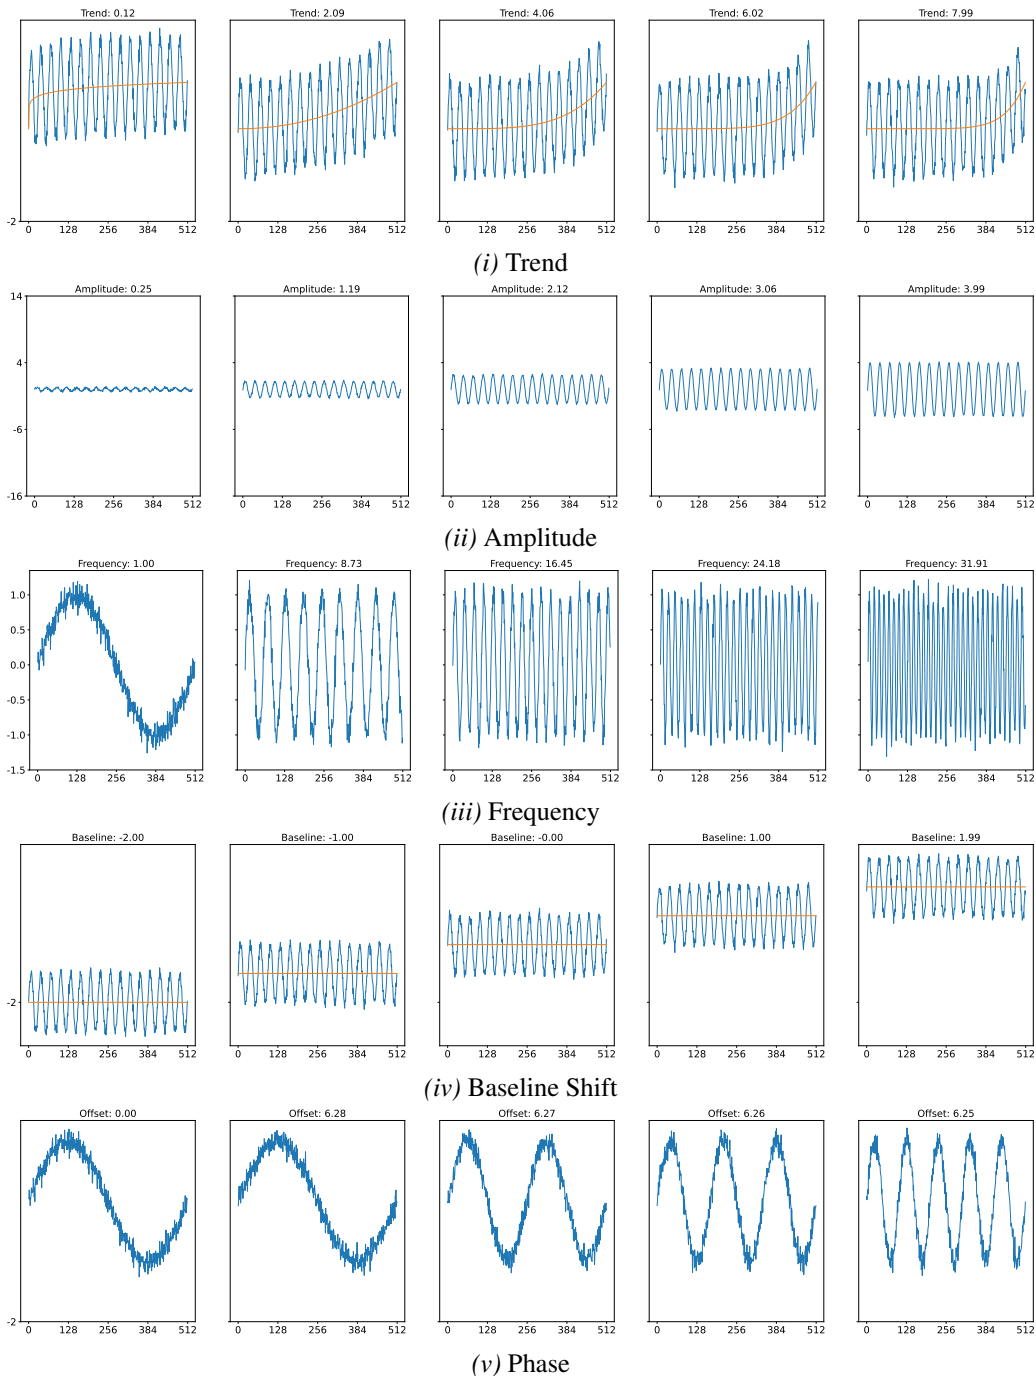 Trend: 0.12 Trend: 2.09 Trend: 4.06 Trend: 6.02 Trend: 7.99
-2
0 128 256 384 512 0 128 256 384 512 0 128 256 384 512 0 128 256 384 512 0 128 256 384 512
(i) Trend
Amplitude: 0.25 Amplitude: 1.19 Amplitude: 2.12 Amplitude: 3.06 Amplitude: 3.99
14
4
-6
-16
0 128 256 384 512 0 128 256 384 512 0 128 256 384 512 0 128 256 384 512 0 128 256 384 512
(ii) Amplitude
Frequency: 1.00 Frequency: 8.73 Frequency: 16.45 Frequency: 24.18 Frequency: 31.91
1.0
0.5
0.0
-0.5
-1.0
-1.5
0 128 256 384 512 0 128 256 384 512 0 128 256 384 512 0 128 256 384 512 0 128 256 384 512
(iii) Frequency
Baseline: -2.00 Baseline: -1.00 Baseline: -0.00 Baseline: 1.00 Baseline: 1.99
-2
0 128 256 384 512 0 128 256 384 512 0 128 256 384 512 0 128 256 384 512 0 128 256 384 512
(iv) Baseline Shift
Offset: 0.00 Offset: 6.28 Offset: 6.27 Offset: 6.26 Offset: 6.25
-2
0 128 256 384 512 0 128 256 384 512 0 128 256 384 512 0 128 256 384 512 0 128 256 384 512
(v) Phase